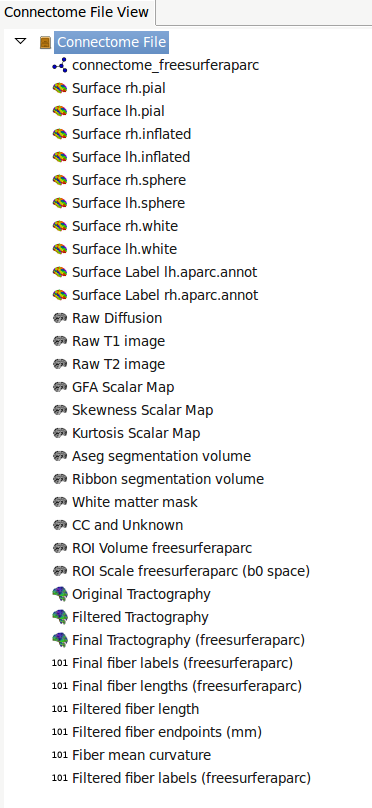 Connectome File View
Connectome File
connectome_freesurferaparc
Surface rh.pial
Surface lh.pial
Surface rh.inflated
Surface lh.inflated
Surface rh.sphere
Surface lh.sphere
Surface rh.white
Surface lh.white
Surface Label lh.aparc.annot
Surface Label rh.aparc.annot
Raw Diffusion
Raw T1 image
Raw T2 image
GFA Scalar Map
Skewness Scalar Map
Kurtosis Scalar Map
Aseg segmentation volume
Ribbon segmentation volume
White matter mask
CC and Unknown
ROI Volume freesurferaparc
ROI Scale freesurferaparc (b0 space)
Original Tractography
Filtered Tractography
Final Tractography (freesurferaparc)
101 Final fiber labels (freesurferaparc)
101 Final fiber lengths (freesurferaparc)
101 Filtered fiber length
101 Filtered fiber endpoints (mm)
101 Fiber mean curvature
101 Filtered fiber labels (freesurferaparc)